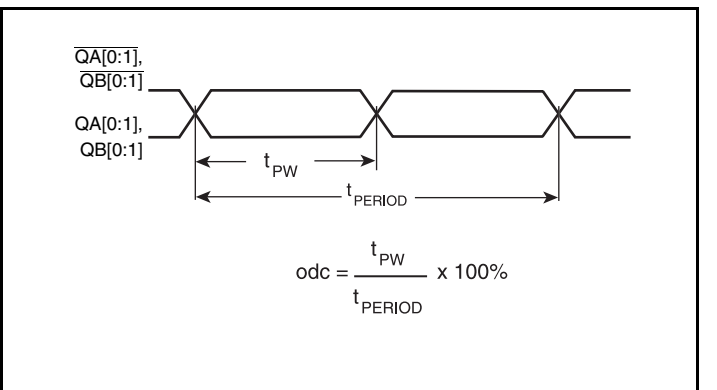 QA[0:1],
QB[0:1]
QA[0:1],
QB[0:1]
tPW
tPERIOD
odc = tPW / tPERIOD x 100%